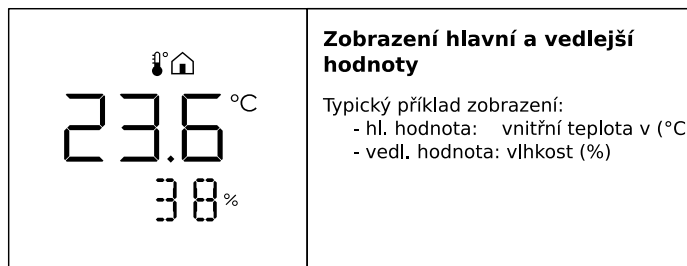 23.6 °C
38 %
Zobrazení hlavní a vedlejší
hodnoty
Typický příklad zobrazení:
- hl. hodnota: vnitřní teplota v (°C
- vedl. hodnota: vlhkost (%)